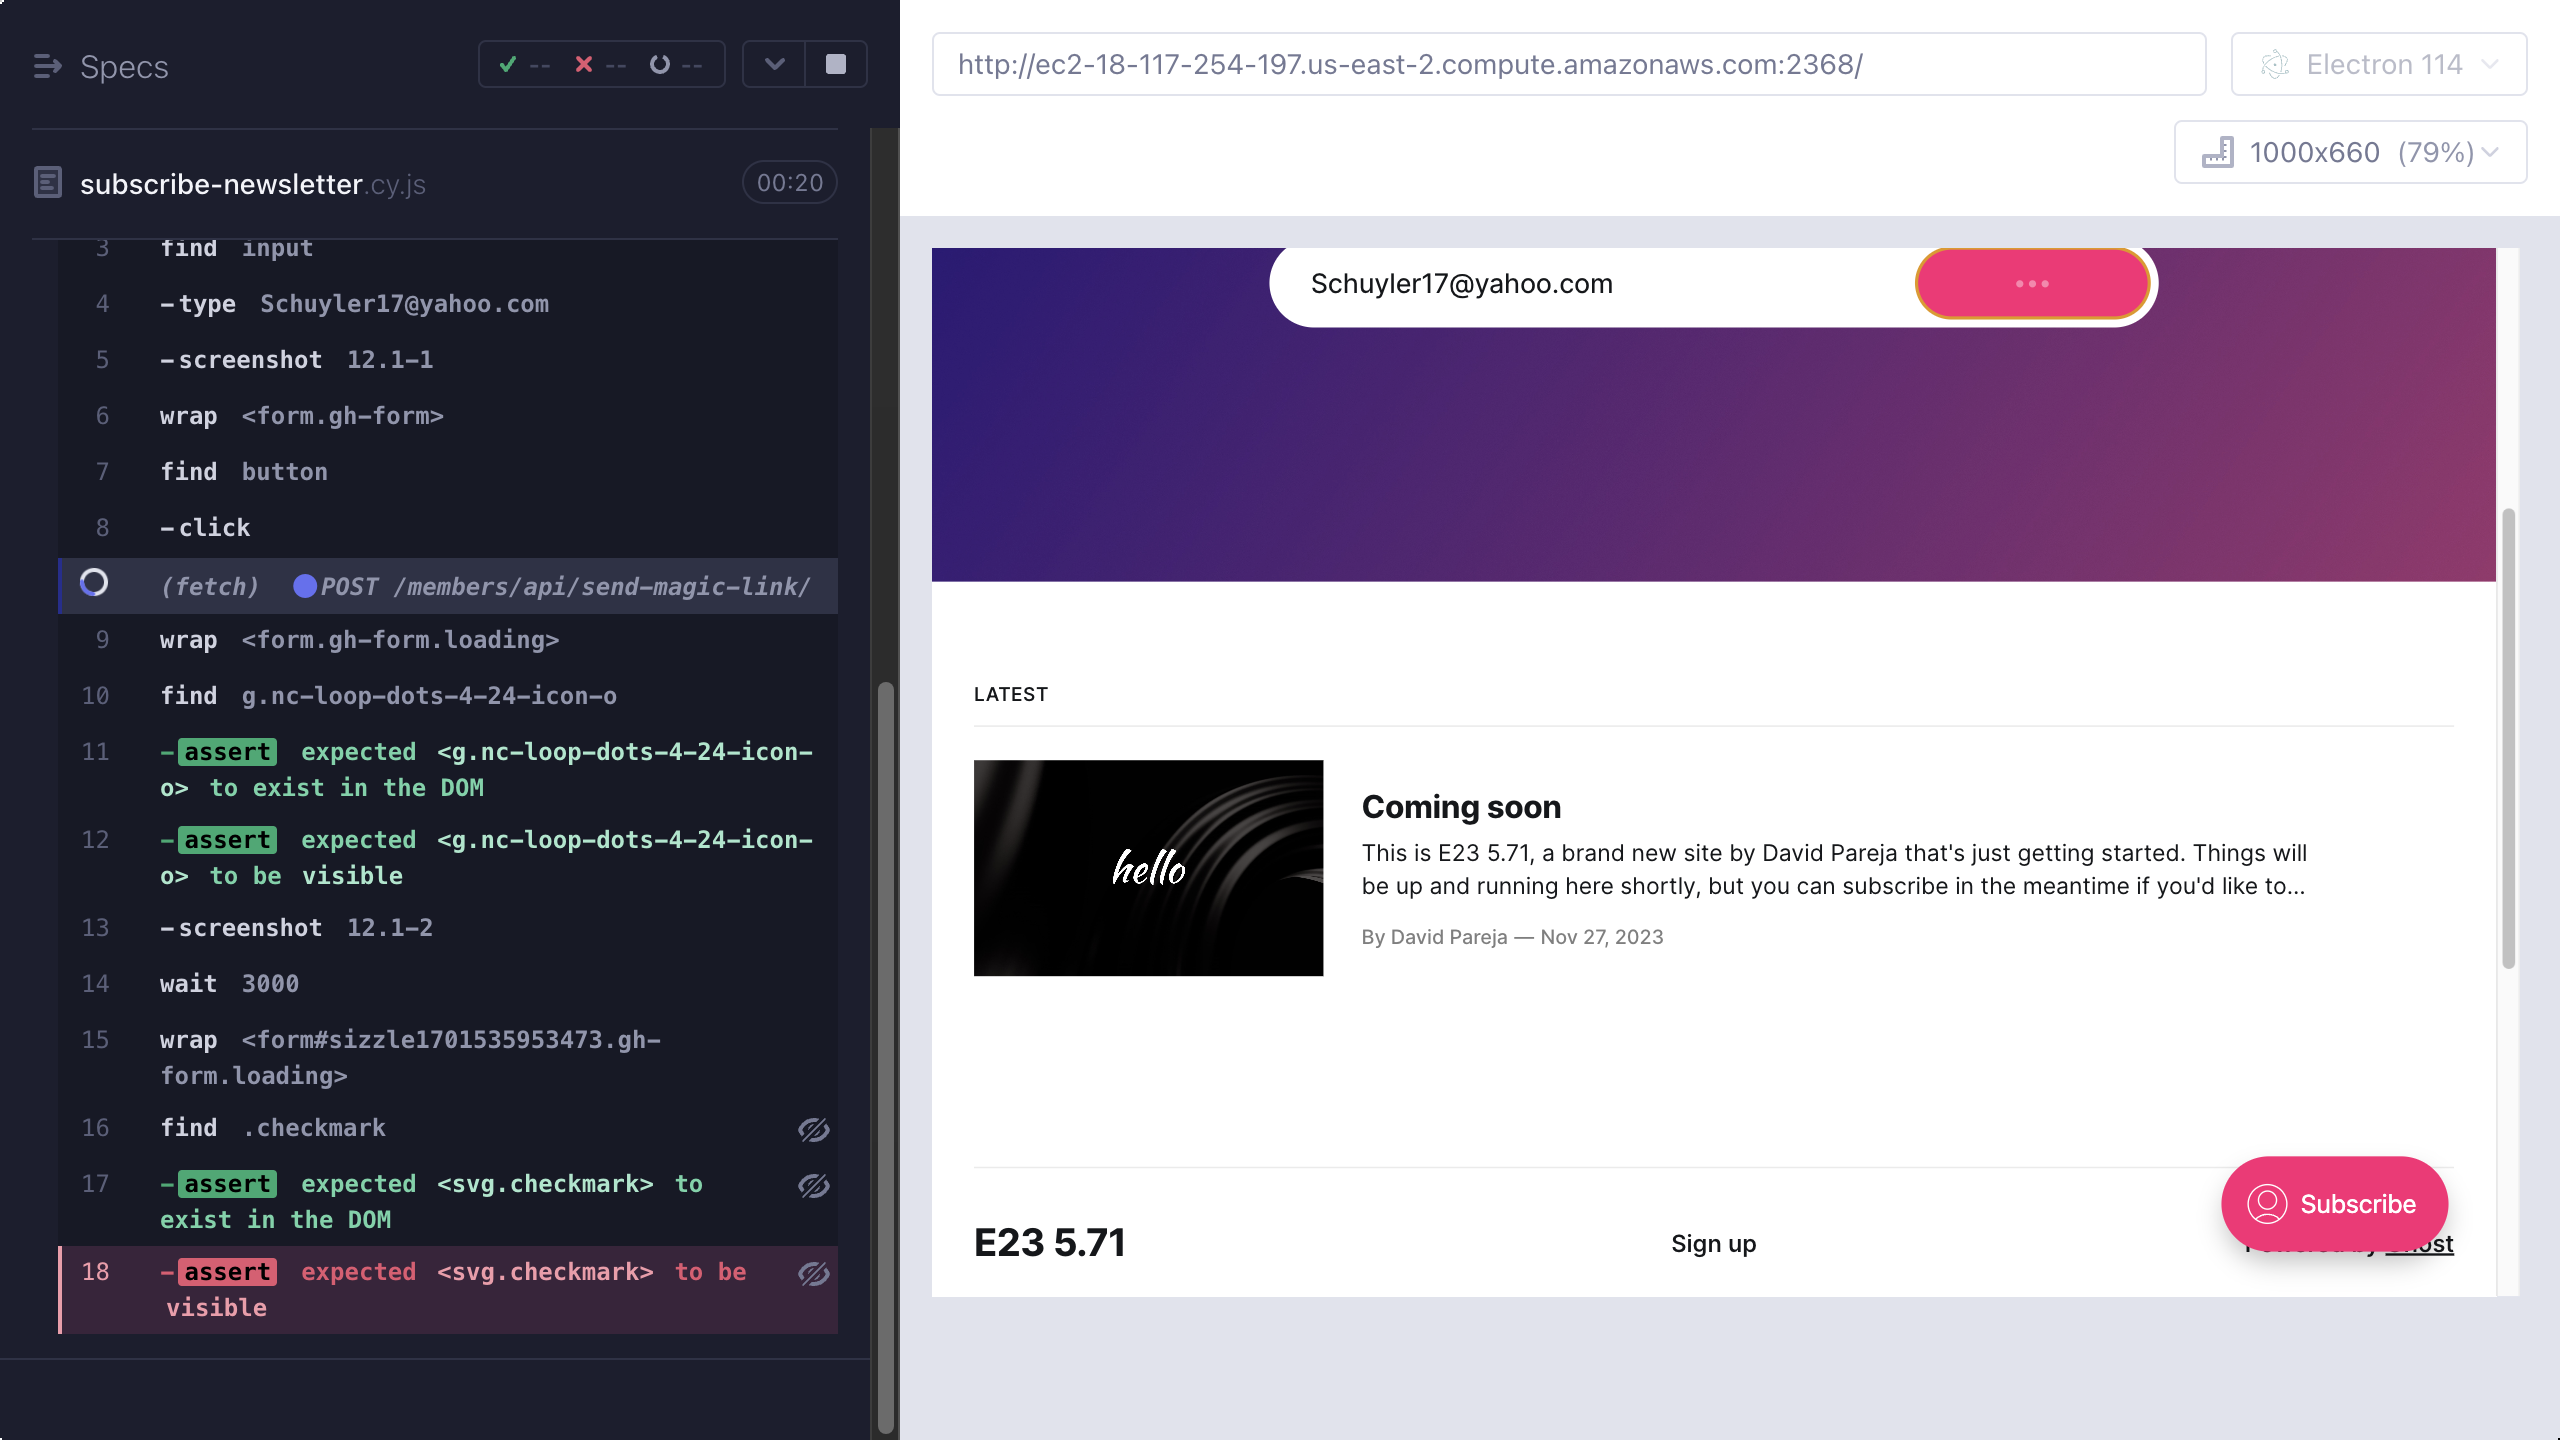 Specs
-- -- --
subscribe-newsletter.cy.js 00:20
3 find input
4 -type Schuyler17@yahoo.com
5 -screenshot 12.1-1
6 wrap <form.gh-form>
7 find button
8 -click
(fetch) POST /members/api/send-magic-link/
9 wrap <form.gh-form.loading>
10 find g.nc-loop-dots-4-24-icon-o
11 -assert expected <g.nc-loop-dots-4-24-icon-
o> to exist in the DOM
12 -assert expected <g.nc-loop-dots-4-24-icon-
o> to be visible
13 -screenshot 12.1-2
14 wait 3000
15 wrap <form#sizzle1701535953473.gh-
form.loading>
16 find .checkmark
17 -assert expected <svg.checkmark> to
exist in the DOM
18 -assert expected <svg.checkmark> to be
visible
http://ec2-18-117-254-197.us-east-2.compute.amazonaws.com:2368/
Electron 114
1000x660 (79%)
Schuyler17@yahoo.com
LATEST
hello
Coming soon
This is E23 5.71, a brand new site by David Pareja that's just getting started. Things will
be up and running here shortly, but you can subscribe in the meantime if you'd like to...
By David Pareja — Nov 27, 2023
Subscribe
E23 5.71
Sign up
Powered by Ghost